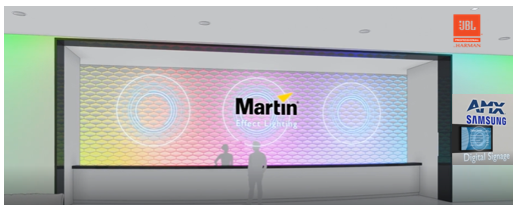 JBL
HARMAN
Martin
Effect Lighting
AMX
SAMSUNG
Digital Signage